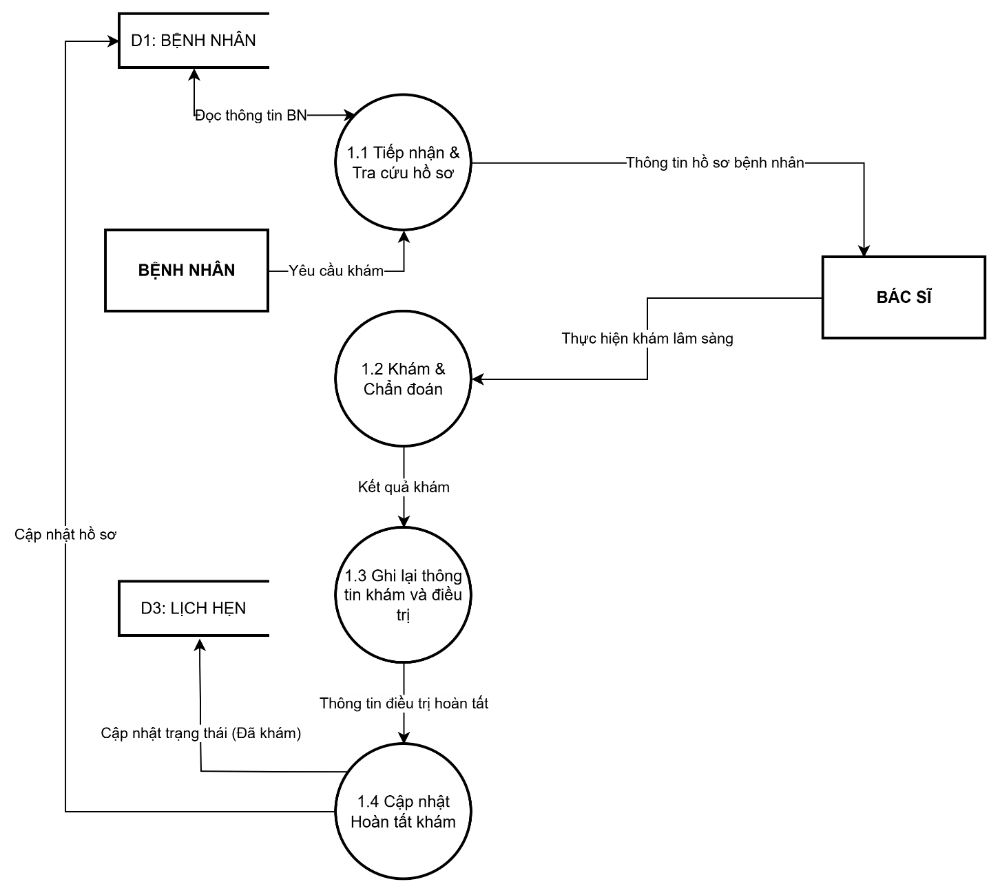 D1: BỆNH NHÂN
Đọc thông tin BN
1.1 Tiếp nhận &
Tra cứu hồ sơ
Thông tin hồ sơ bệnh nhân
BỆNH NHÂN
Yêu cầu khám
BÁC SĨ
Thực hiện khám lâm sàng
1.2 Khám &
Chẩn đoán
Kết quả khám
Cập nhật hồ sơ
1.3 Ghi lại thông
tin khám và điều
trị
D3: LỊCH HẸN
Thông tin điều trị hoàn tất
Cập nhật trạng thái (Đã khám)
1.4 Cập nhật
Hoàn tất khám